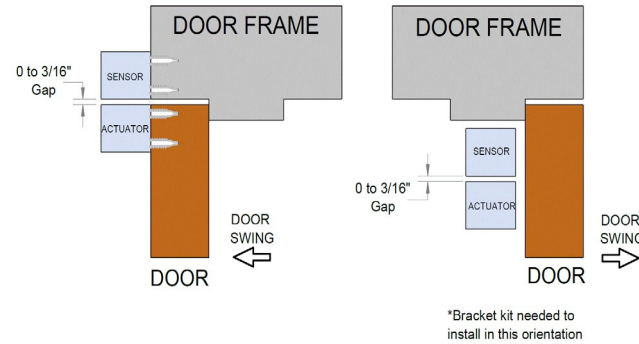 DOOR FRAME
SENSOR
0 to 3/16"
Gap
ACTUATOR
DOOR
SWING
DOOR
DOOR FRAME
SENSOR
0 to 3/16"
Gap
ACTUATOR
DOOR
SWING
DOOR
*Bracket kit needed to
install in this orientation